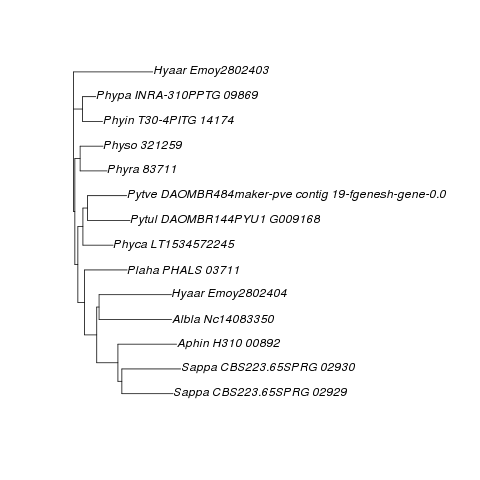 Hyaar Emoy2802403
Phypa INRA-310PPTG 09869
Phyin T30-4PITG 14174
Physo 321259
Phyra 83711
Pytve DAOMBR484maker-pve contig 19-fgenesh-gene-0.0
Pytul DAOMBR144PYU1 G009168
Phyca LT1534572245
Plaha PHALS 03711
Hyaar Emoy2802404
Albla Nc14083350
Aphin H310 00892
Sappa CBS223.65SPRG 02930
Sappa CBS223.65SPRG 02929